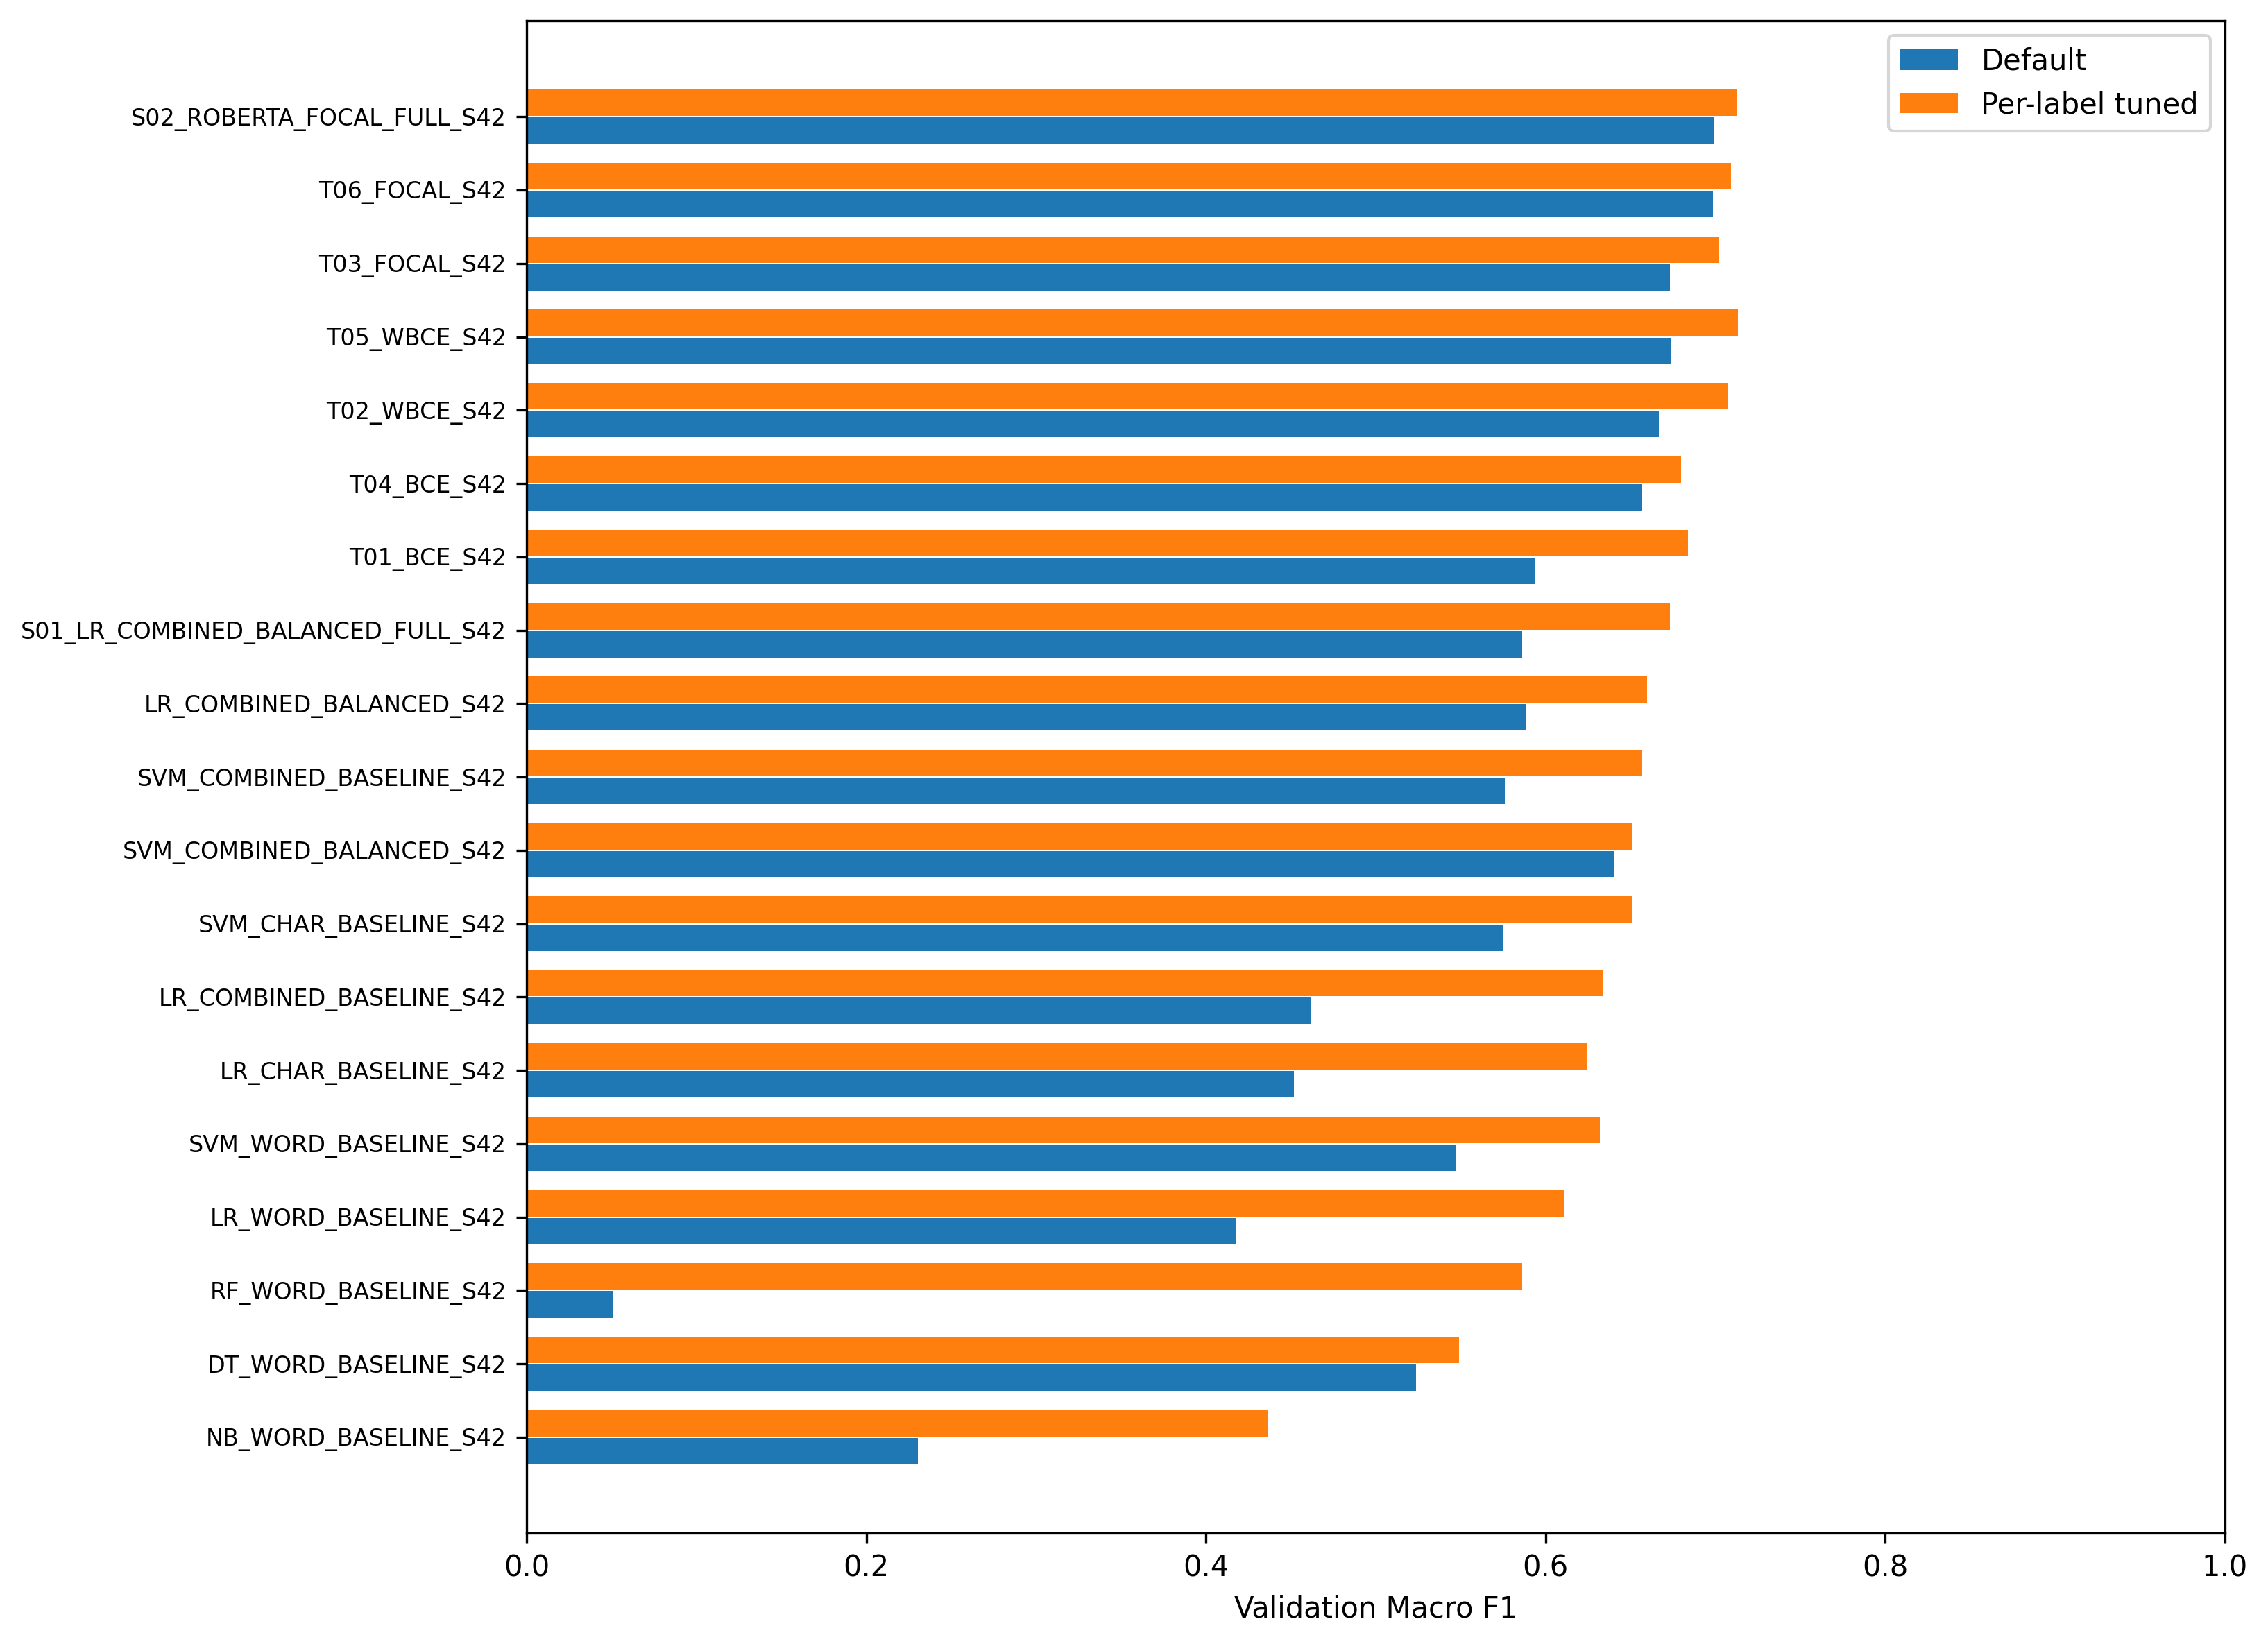 Default
Per-label tuned
S02_ROBERTA_FOCAL_FULL_S42
T06_FOCAL_S42
T03_FOCAL_S42
T05_WBCE_S42
T02_WBCE_S42
T04_BCE_S42
T01_BCE_S42
S01_LR_COMBINED_BALANCED_FULL_S42
LR_COMBINED_BALANCED_S42
SVM_COMBINED_BASELINE_S42
SVM_COMBINED_BALANCED_S42
SVM_CHAR_BASELINE_S42
LR_COMBINED_BASELINE_S42
LR_CHAR_BASELINE_S42
SVM_WORD_BASELINE_S42
LR_WORD_BASELINE_S42
RF_WORD_BASELINE_S42
DT_WORD_BASELINE_S42
NB_WORD_BASELINE_S42
0.0 0.2 0.4 0.6 0.8 1.0
Validation Macro F1